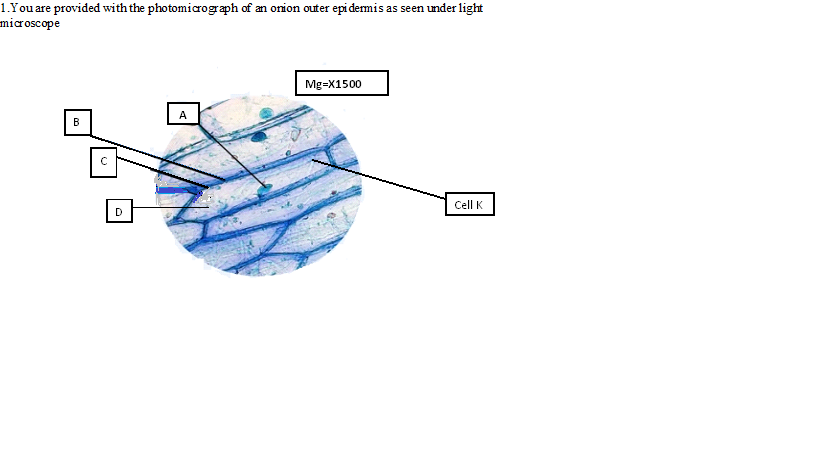 1.You are provided with the photomicrograph of an onion outer epidermis as seen under light
microscope
Mg=X1500
A
B
C
D
Cell K